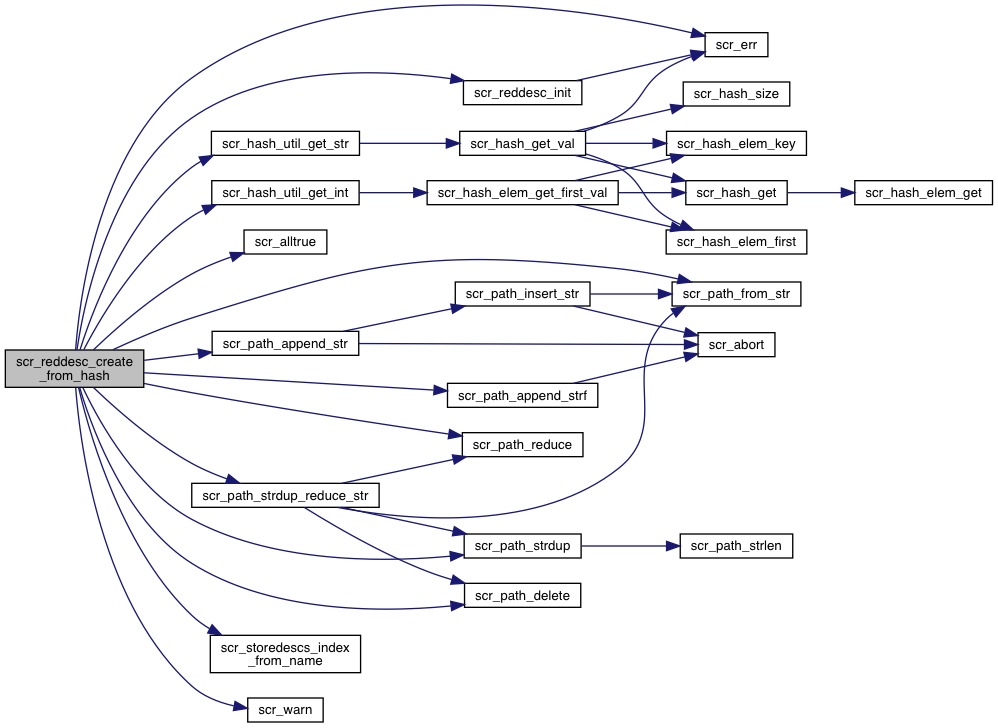 scr_err
scr_reddesc_init
scr_hash_size
scr_hash_util_get_str
scr_hash_get_val
scr_hash_elem_key
scr_hash_util_get_int
scr_hash_elem_get_first_val
scr_hash_get
scr_hash_elem_get
scr_alltrue
scr_hash_elem_first
scr_path_insert_str
scr_path_from_str
scr_path_append_str
scr_abort
scr_reddesc_create
_from_hash
scr_path_append_strf
scr_path_reduce
scr_path_strdup_reduce_str
scr_path_strdup
scr_path_strlen
scr_path_delete
scr_storedescs_index
_from_name
scr_warn